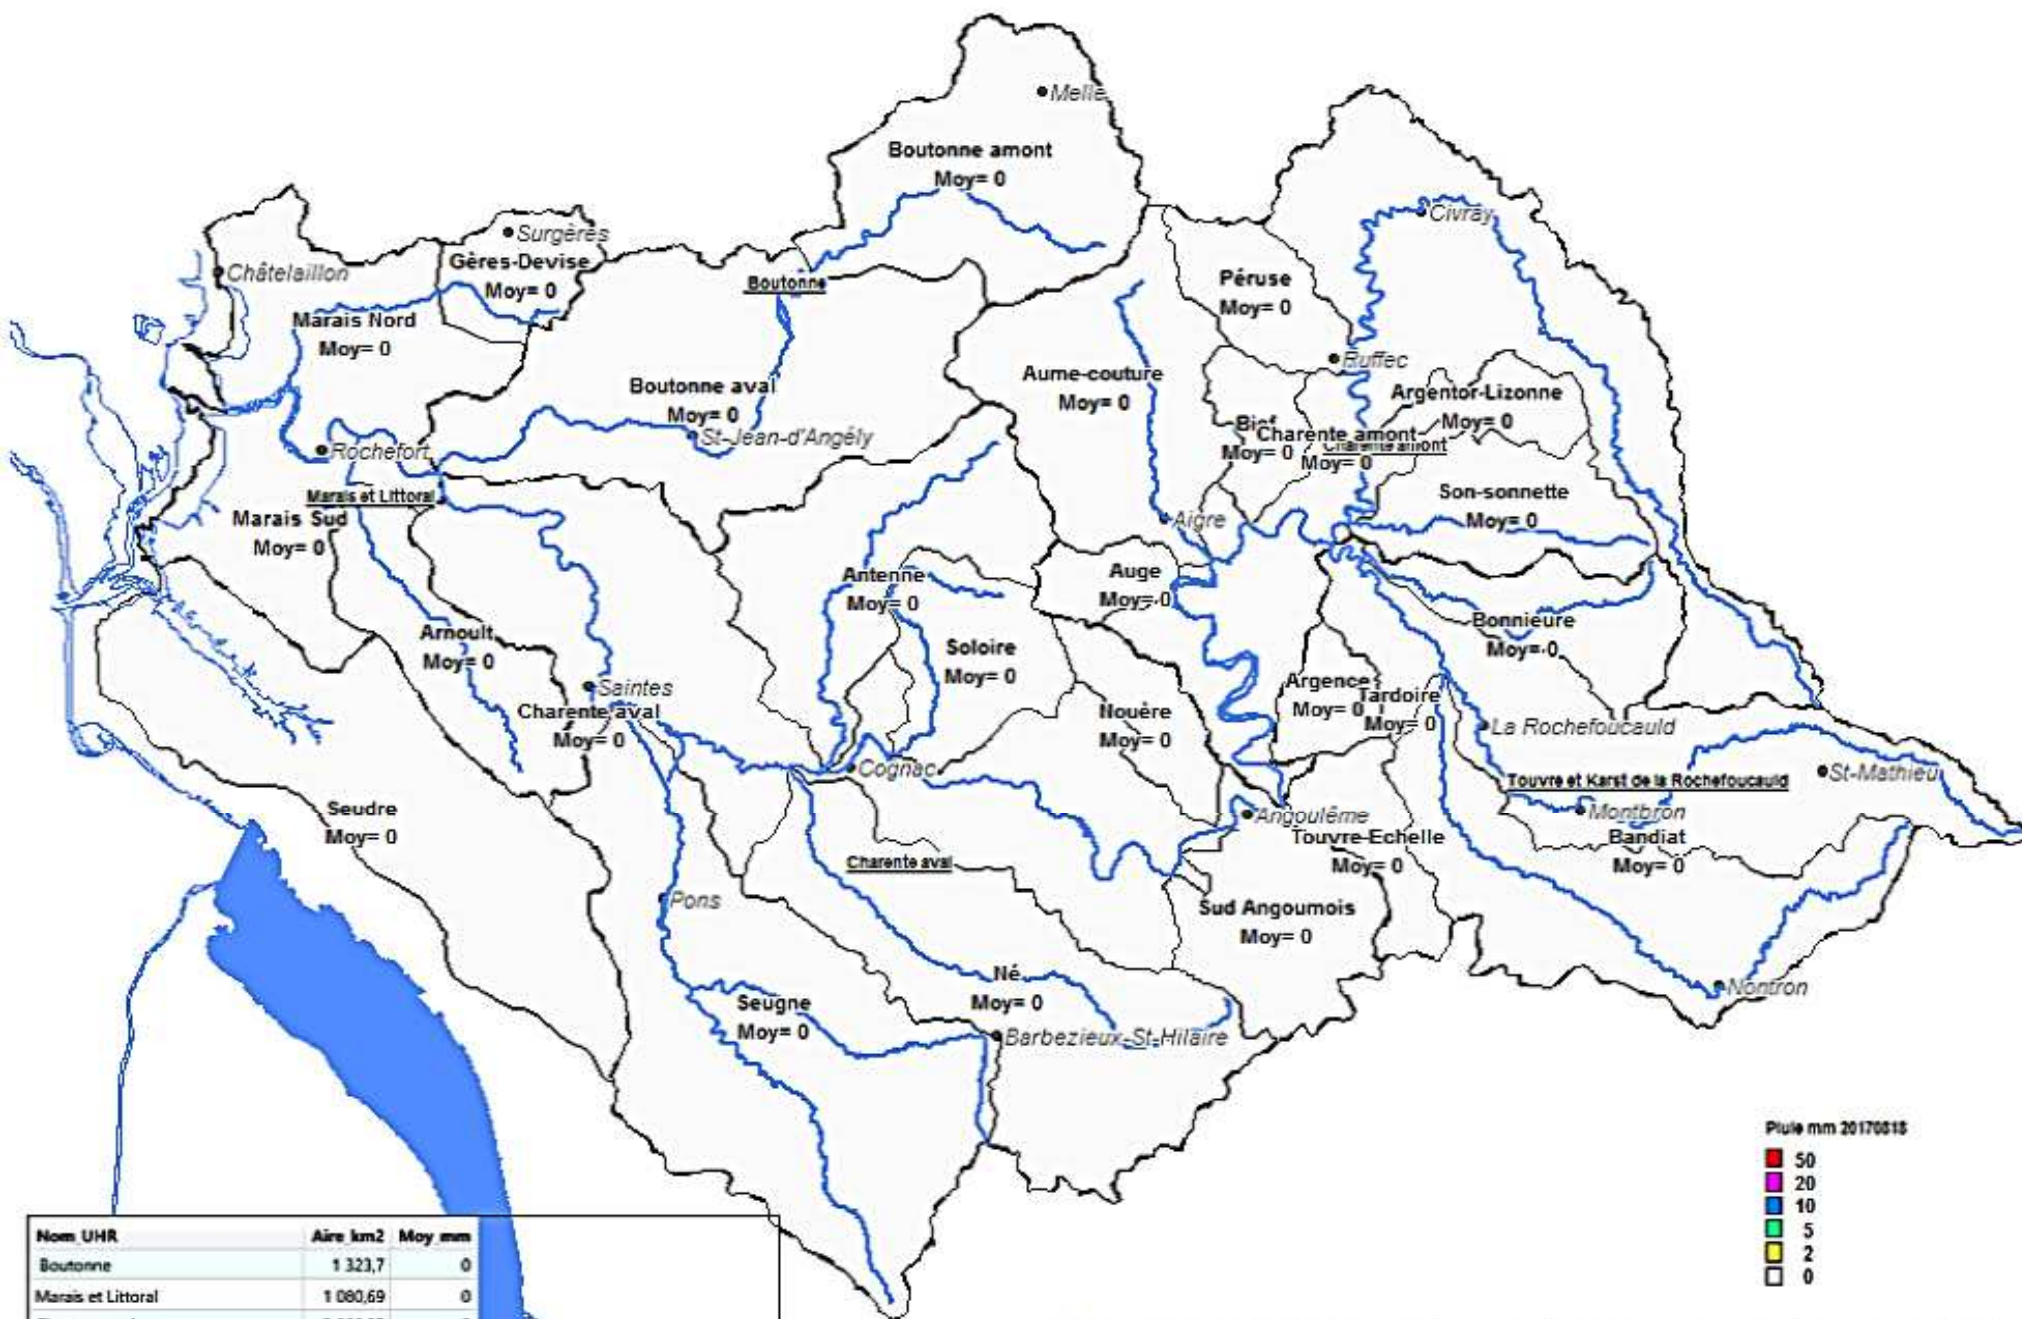 Melle
Boutonne amont
Moy= 0
Civray
Surgères
Gères-Devise
Moy= 0
Châtelaillon
Boutonne
Péruse
Moy= 0
Marais Nord
Moy= 0
Ruffec
Aume-couture
Moy= 0
Boutonne aval
Moy= 0
Argentor-Lizonne
Moy= 0
St-Jean-d'Angély
Bief
Moy= 0
Charente amont
Charente amont
Moy= 0
Rochefort
Marais et Littoral
Son-sonnette
Moy= 0
Marais Sud
Moy= 0
Aigre
Antenne
Moy= 0
Auge
Moy= 0
Bonnieure
Moy= 0
Arnoult
Moy= 0
Soloire
Moy= 0
Saintes
Argence
Moy= 0
Tardoire
Moy= 0
Charente aval
Moy= 0
Nouère
Moy= 0
La Rochefoucauld
Cognac
Touvre et Karst de la Rochefoucauld
St-Mathieu
Seudre
Moy= 0
Angoulême
Montbron
Touvre-Echelle
Moy= 0
Bandiat
Moy= 0
Charente aval
Pons
Sud Angoumois
Moy= 0
Né
Moy= 0
Nontron
Seugne
Moy= 0
Barbezieux-St-Hilaire
Pluie mm 20170818
50
20
10
5
2
0
Nom_UHR Aire_km2 Moy_mm
Boutonne 1 323,7 0
Marais et Littoral 1 080,69 0